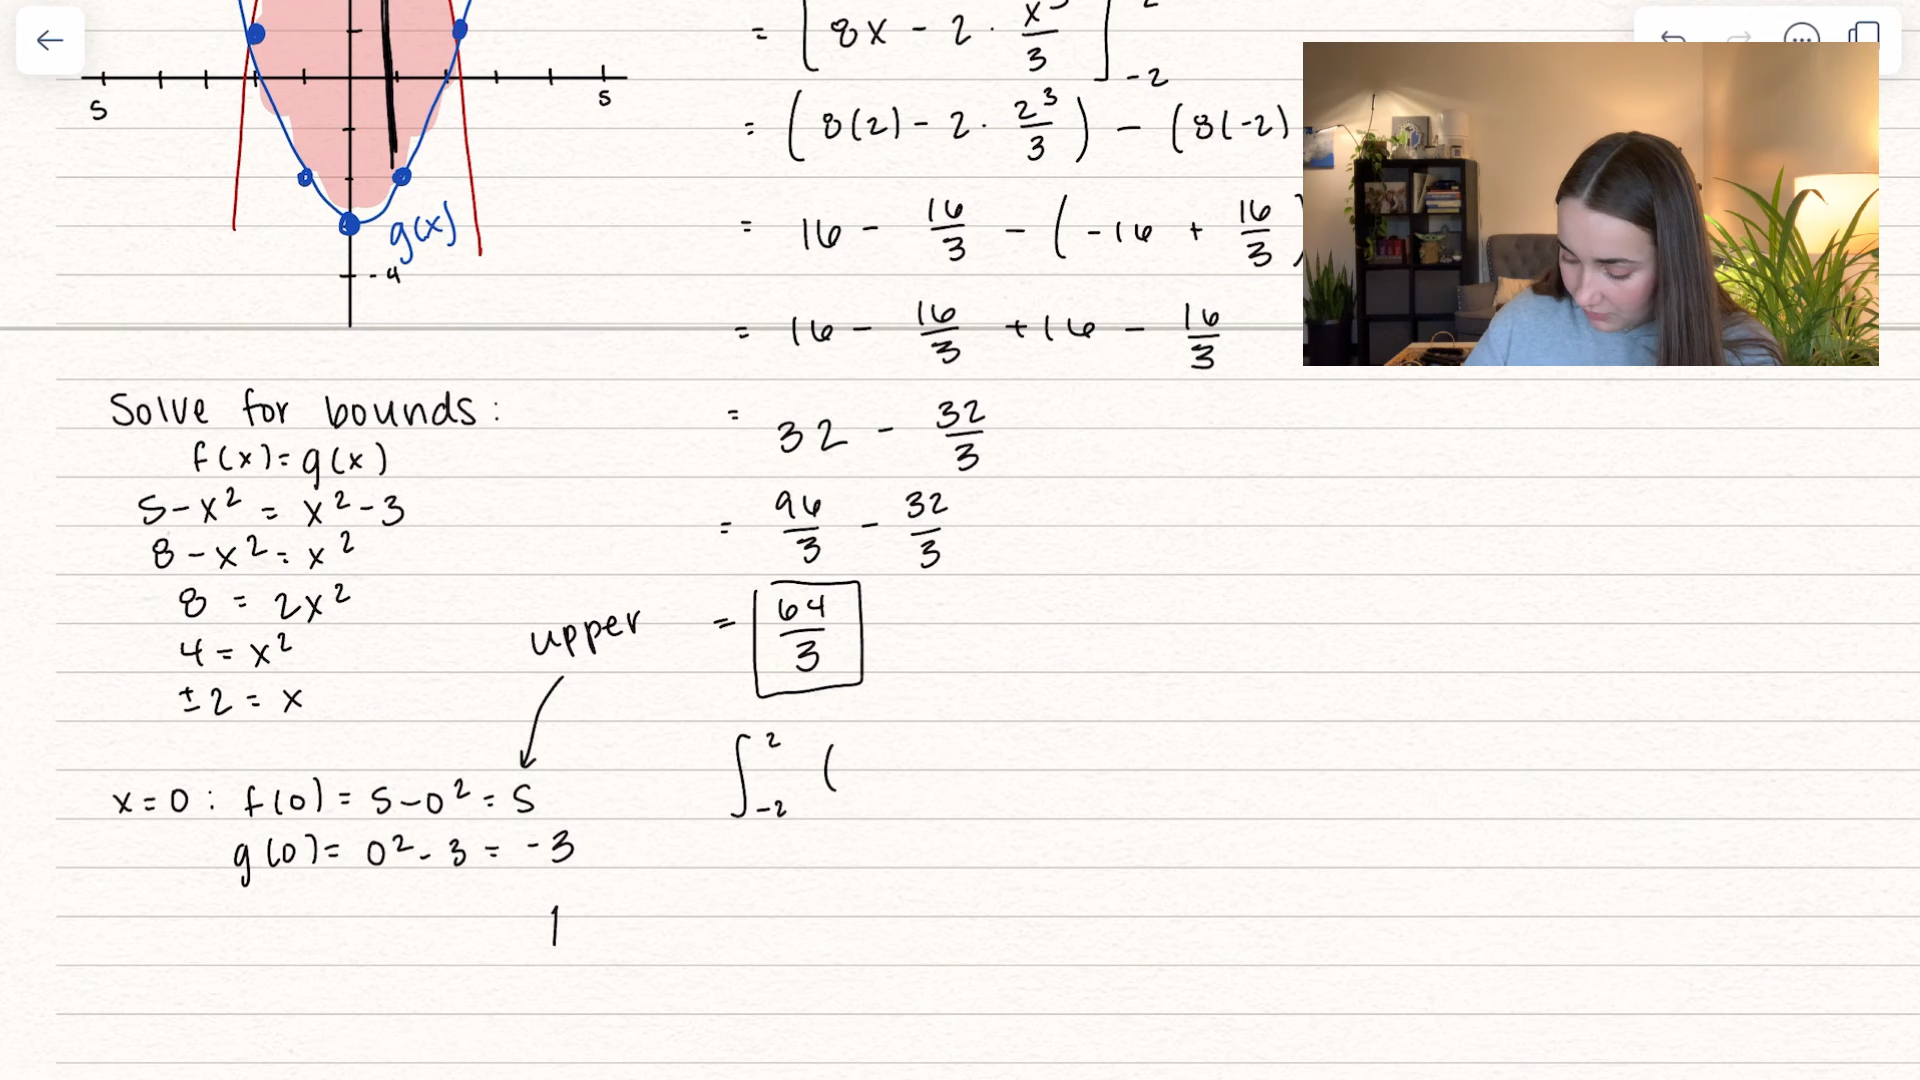 5 5
g(x)
-4
Solve for bounds:
f(x) = g(x)
5 - x² = x² - 3
8 - x² = x²
8 = 2x²
4 = x²
±2 = x
upper
x = 0 : f(0) = 5 - 0² = 5
g(0) = 0² - 3 = -3
1
= [8x - 2 · x³/3]²₋₂
= (8(2) - 2 · 2³/3) - (8(-2)
= 16 - 16/3 - (-16 + 16/3)
= 16 - 16/3 + 16 - 16/3
= 32 - 32/3
= 96/3 - 32/3
= 64/3
∫²₋₂ (